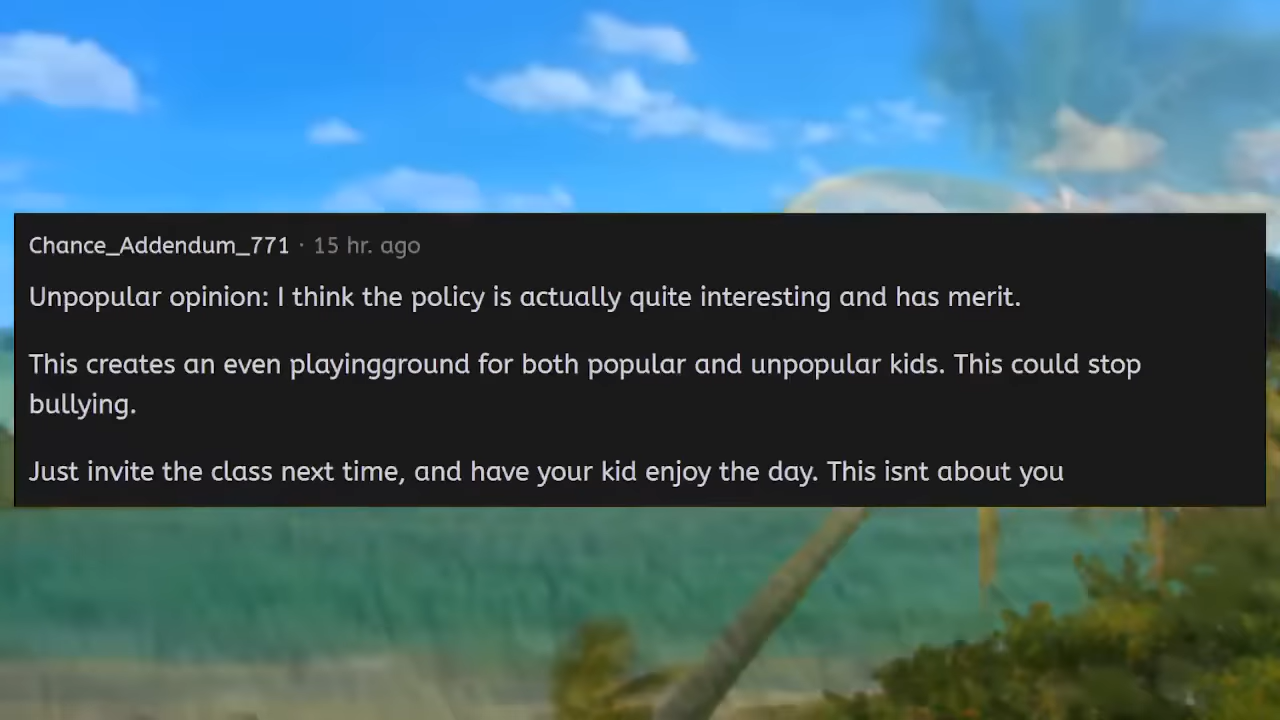 Chance_Addendum_771 · 15 hr. ago
Unpopular opinion: I think the policy is actually quite interesting and has merit.
This creates an even playingground for both popular and unpopular kids. This could stop
bullying.
Just invite the class next time, and have your kid enjoy the day. This isnt about you